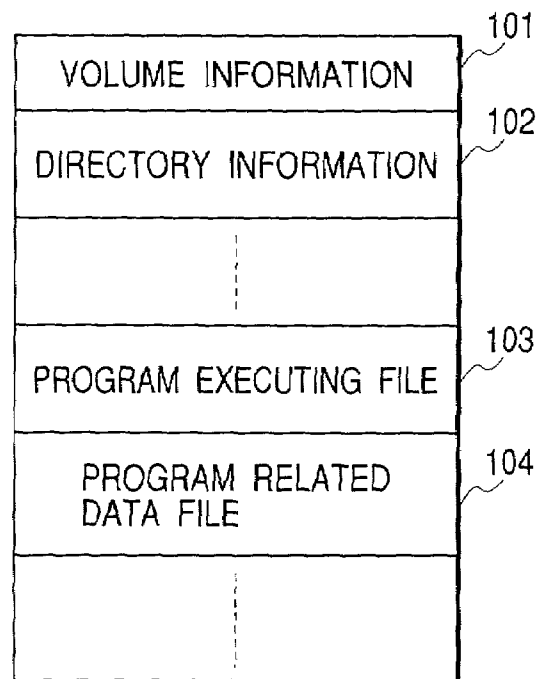 101
VOLUME INFORMATION
102
DIRECTORY INFORMATION
103
PROGRAM EXECUTING FILE
104
PROGRAM RELATED
DATA FILE